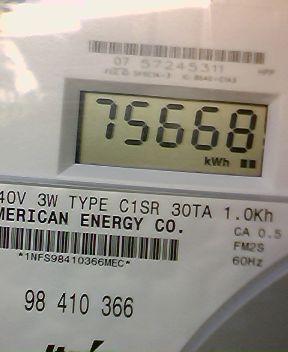 07 57245311
75668
kWh
40V 3W TYPE C1SR 30TA 1.0Kh
MERICAN ENERGY CO.
CA 0.5
FM2S
60Hz
*1NFS98410366MEC*
98 410 366